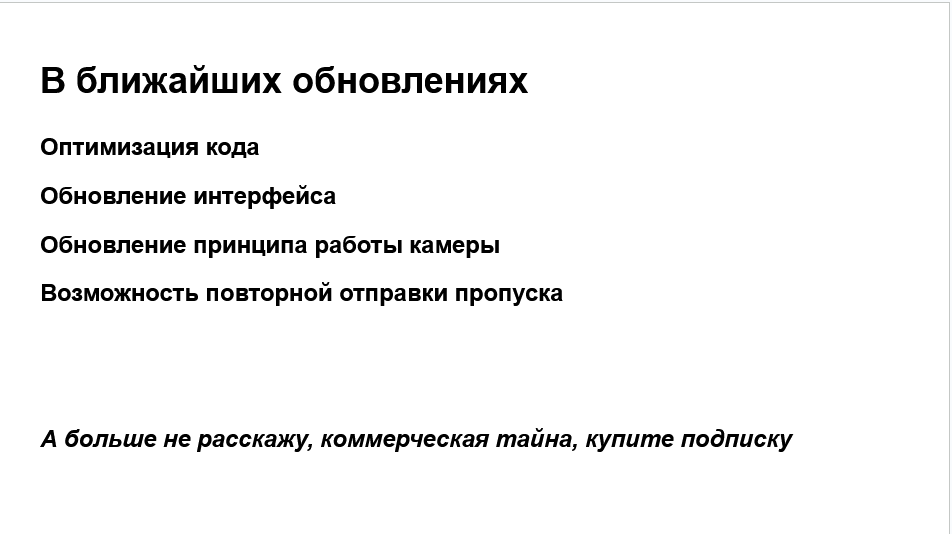 В ближайших обновлениях
Оптимизация кода
Обновление интерфейса
Обновление принципа работы камеры
Возможность повторной отправки пропуска
А больше не расскажу, коммерческая тайна, купите подписку